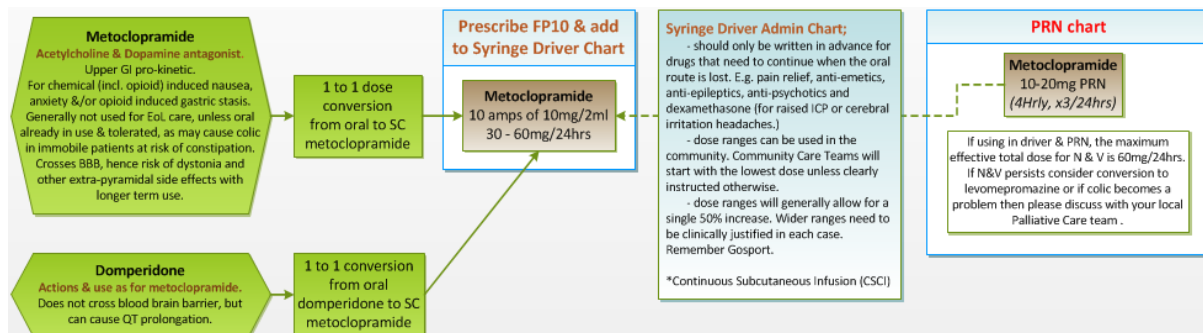 Metoclopramide
Acetylcholine & Dopamine antagonist.
Upper GI pro-kinetic.
For chemical (incl. opioid) induced nausea,
anxiety &/or opioid induced gastric stasis.
Generally not used for EoL care, unless oral
already in use & tolerated, as may cause colic
in immobile patients at risk of constipation.
Crosses BBB, hence risk of dystonia and
other extra-pyramidal side effects with
longer term use.
1 to 1 dose
conversion
from oral to SC
metoclopramide
Domperidone
Actions & use as for metoclopramide.
Does not cross blood brain barrier, but
can cause QT prolongation.
1 to 1 conversion
from oral
domperidone to SC
metoclopramide
Prescribe FP10 & add
to Syringe Driver Chart
Metoclopramide
10 amps of 10mg/2ml
30 - 60mg/24hrs
Syringe Driver Admin Chart;
- should only be written in advance for
drugs that need to continue when the oral
route is lost. E.g. pain relief, anti-emetics,
anti-epileptics, anti-psychotics and
dexamethasone (for raised ICP or cerebral
irritation headaches.)
- dose ranges can be used in the
community. Community Care Teams will
start with the lowest dose unless clearly
instructed otherwise.
- dose ranges will generally allow for a
single 50% increase. Wider ranges need to
be clinically justified in each case.
Remember Gosport.
*Continuous Subcutaneous Infusion (CSCI)
PRN chart
Metoclopramide
10-20mg PRN
(4Hrly, x3/24hrs)
If using in driver & PRN, the maximum
effective total dose for N & V is 60mg/24hrs.
If N&V persists consider conversion to
levomepromazine or if colic becomes a
problem then please discuss with your local
Palliative Care team .